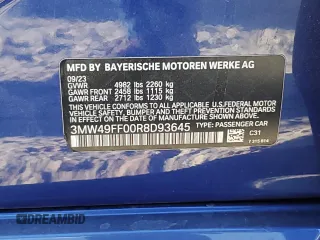 MFD BY BAYERISCHE MOTOREN WERKE AG
09/23
GVWR 4982 lbs 2260 kg
GAWR FRONT 2458 lbs 1115 kg
GAWR REAR 2712 lbs 1230 kg
THIS VEHICLE CONFORMS TO ALL APPLICABLE U.S.FEDERAL MOTOR
VEHICLE SAFETY, BUMPER, AND THEFT PREVENTION
STANDARDS IN EFFECT ON THE DATE OF MANUFACTURE SHOWN ABOVE.
3MW49FF00R8D93645 TYPE: PASSENGER CAR
C31
DREAMBID